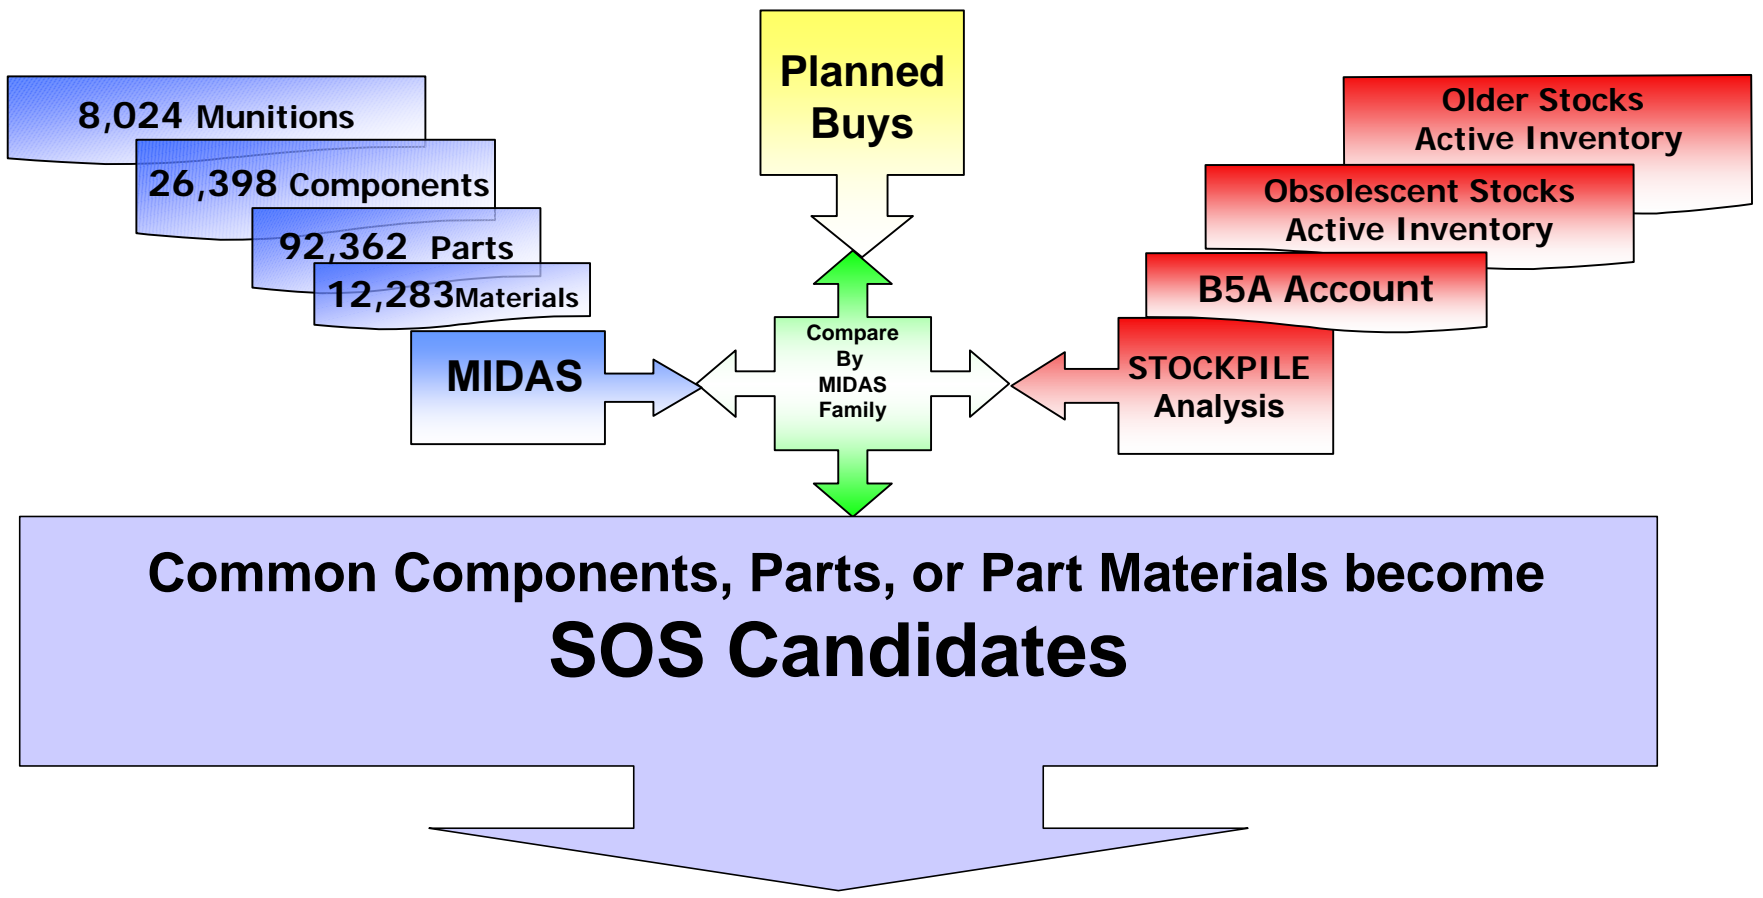 Planned
Buys
8,024 Munitions
26,398 Components
92,362 Parts
12,283Materials
MIDAS
Compare
By
MIDAS
Family
Older Stocks
Active Inventory
Obsolescent Stocks
Active Inventory
B5A Account
STOCKPILE
Analysis
Common Components, Parts, or Part Materials become
SOS Candidates